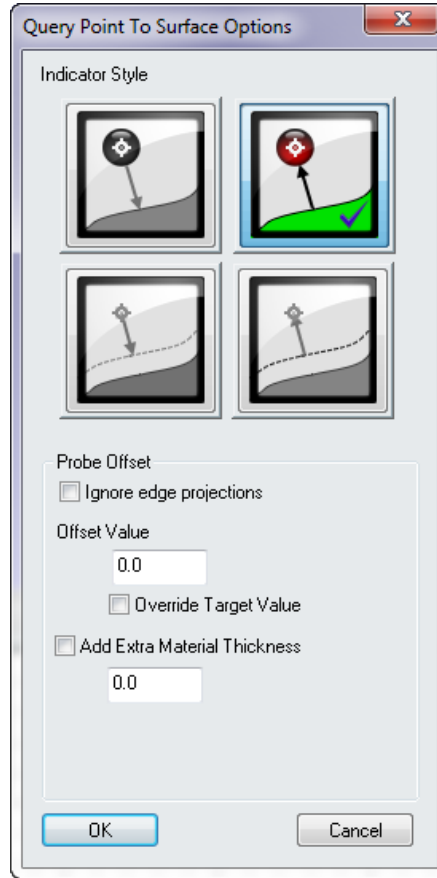 Query Point To Surface Options
Indicator Style
Probe Offset
Ignore edge projections
Offset Value
0.0
Override Target Value
Add Extra Material Thickness
0.0
OK Cancel